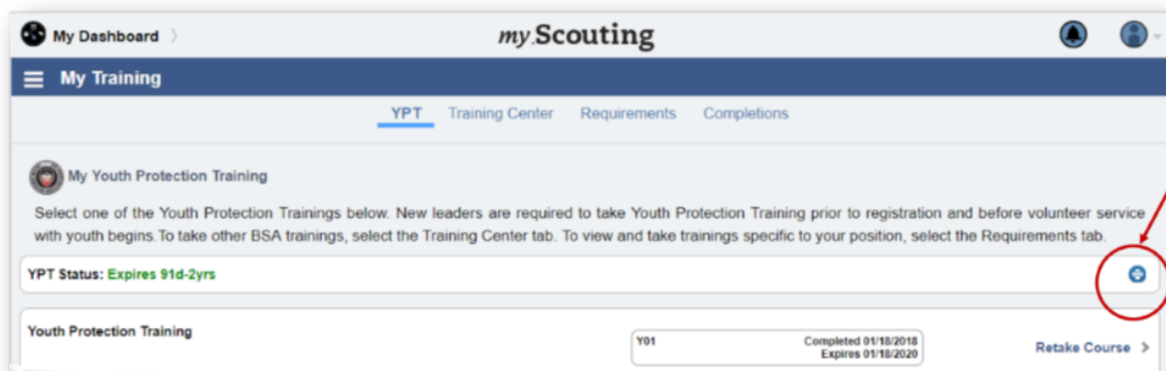 My Dashboard
my.Scouting
My Training
YPT Training Center Requirements Completions
My Youth Protection Training
Select one of the Youth Protection Trainings below. New leaders are required to take Youth Protection Training prior to registration and before volunteer service
with youth begins.To take other BSA trainings, select the Training Center tab. To view and take trainings specific to your position, select the Requirements tab.
YPT Status: Expires 91d-2yrs
Youth Protection Training
Y01 Completed 01/18/2018
Expires 01/18/2020
Retake Course